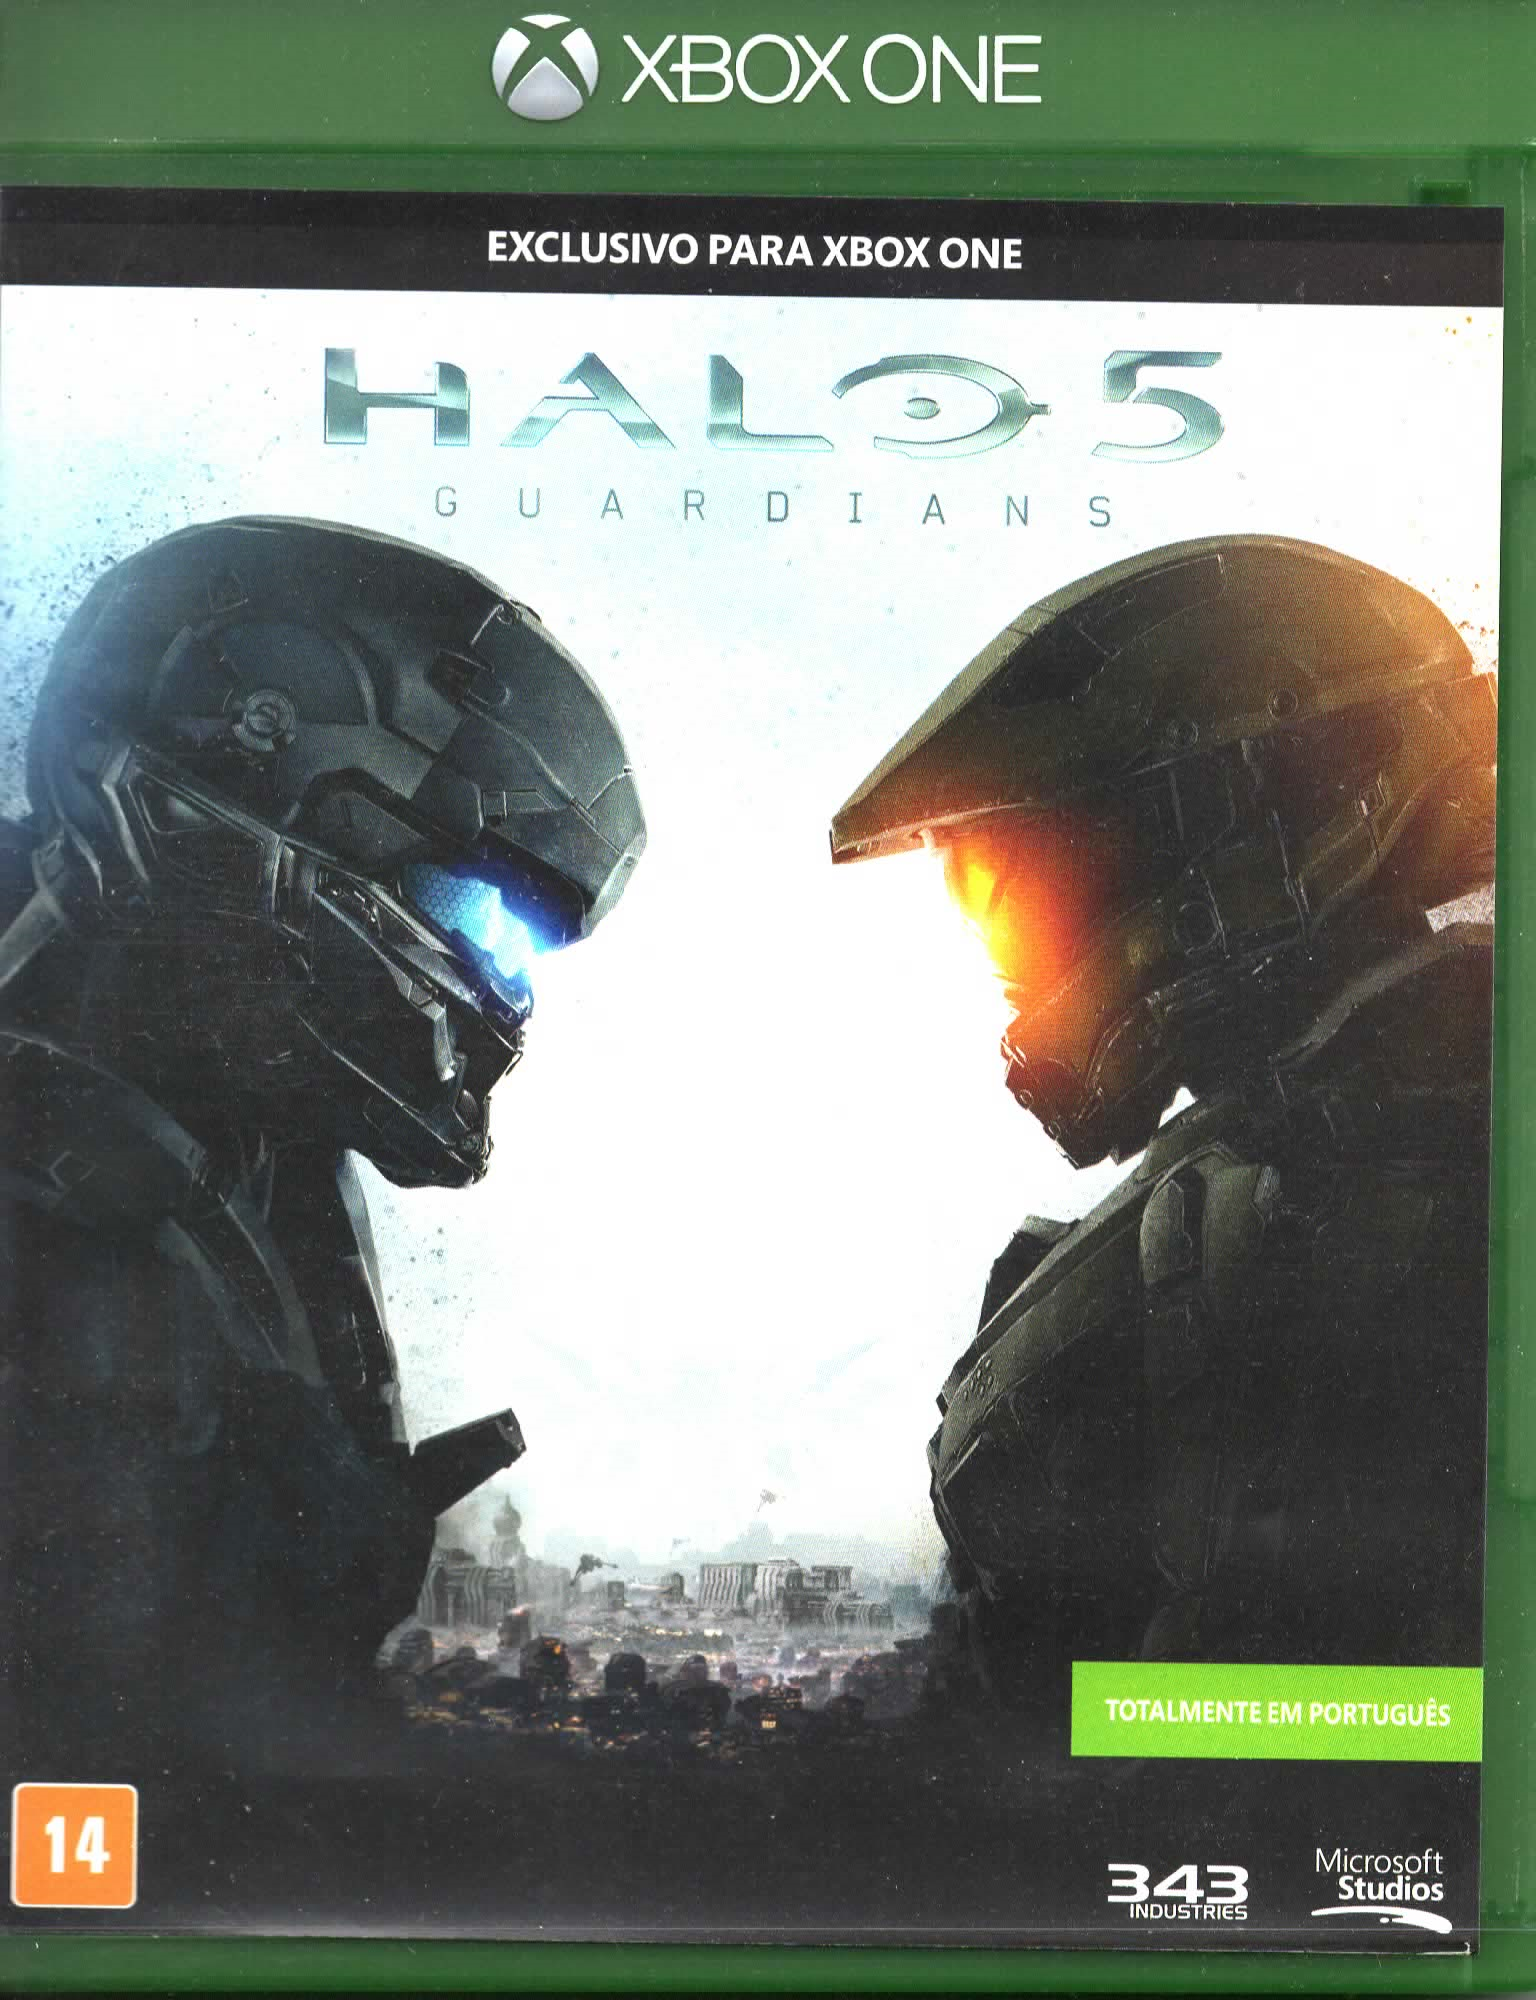 XBOX ONE
EXCLUSIVO PARA XBOX ONE
HALO 5
GUARDIANS
TOTALMENTE EM PORTUGUÊS
14
343
INDUSTRIES
Microsoft
Studios